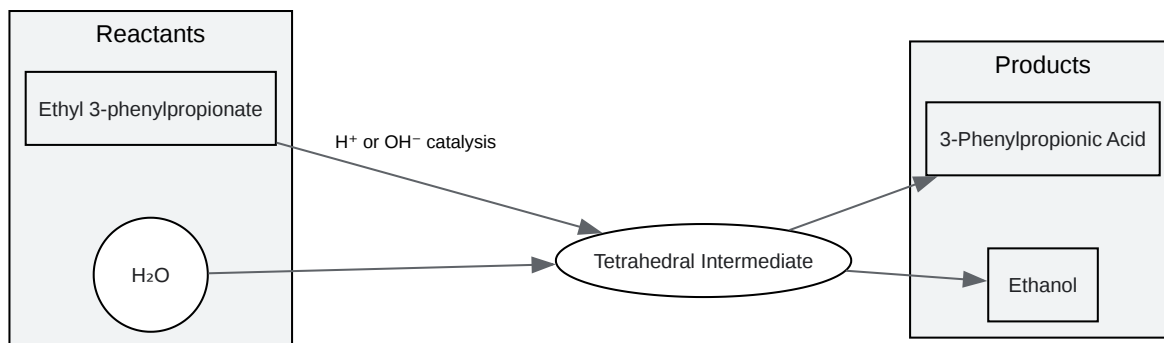 Reactants
Products
Ethyl 3-phenylpropionate
3-Phenylpropionic Acid
H⁺ or OH⁻ catalysis
Tetrahedral Intermediate
H₂O
Ethanol